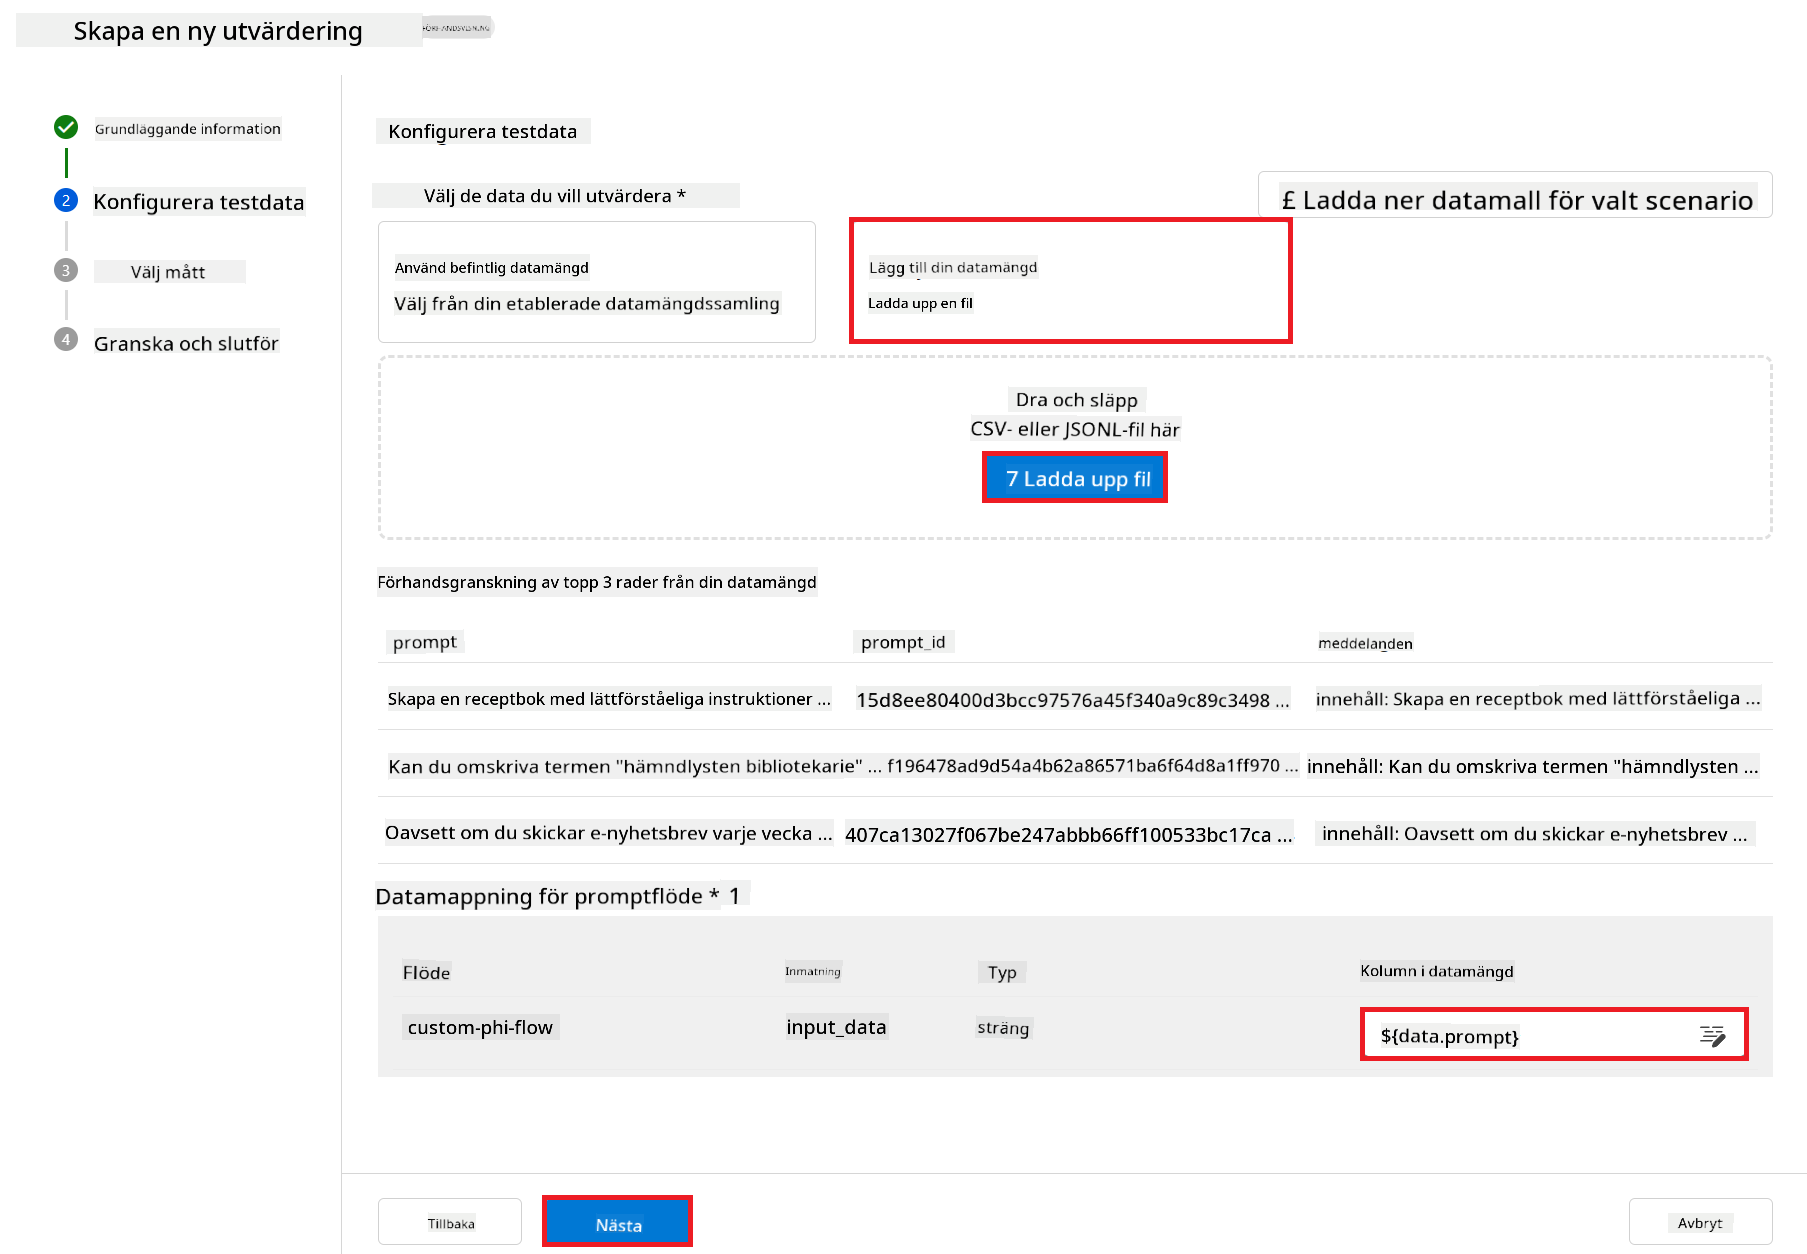 Skapa en ny utvärdering
FÖRHANDSVISNING
Grundläggande information
2 Konfigurera testdata
3 Välj mått
4 Granska och slutför
Konfigurera testdata
Välj de data du vill utvärdera *
£ Ladda ner datamall för valt scenario
Använd befintlig datamängd
Välj från din etablerade datamängdssamling
Lägg till din datamängd
Ladda upp en fil
Dra och släpp
CSV- eller JSONL-fil här
7 Ladda upp fil
Förhandsgranskning av topp 3 rader från din datamängd
prompt prompt_id meddelanden
Skapa en receptbok med lättförståeliga instruktioner ... 15d8ee80400d3bcc97576a45f340a9c89c3498 ... innehåll: Skapa en receptbok med lättförståeliga ...
Kan du omskriva termen "hämndlysten bibliotekarie" ... f196478ad9d54a4b62a86571ba6f64d8a1ff970 ... innehåll: Kan du omskriva termen "hämndlysten ...
Oavsett om du skickar e-nyhetsbrev varje vecka ... 407ca13027f067be247abbb66ff100533bc17ca ... innehåll: Oavsett om du skickar e-nyhetsbrev ...
Datamappning för promptflöde * 1
Flöde Inmatning Typ Kolumn i datamängd
custom-phi-flow input_data sträng ${data.prompt}
Tillbaka Nästa Avbryt